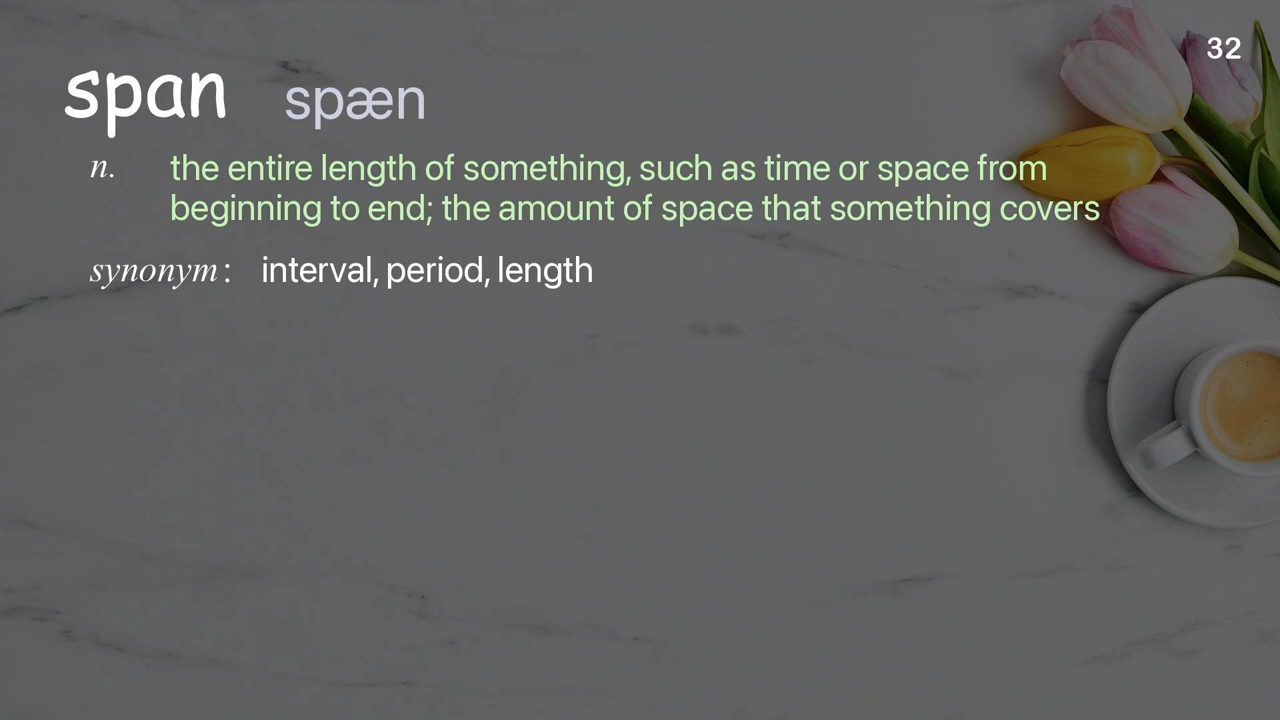 32
span spæn
n. the entire length of something, such as time or space from
beginning to end; the amount of space that something covers
synonym: interval, period, length